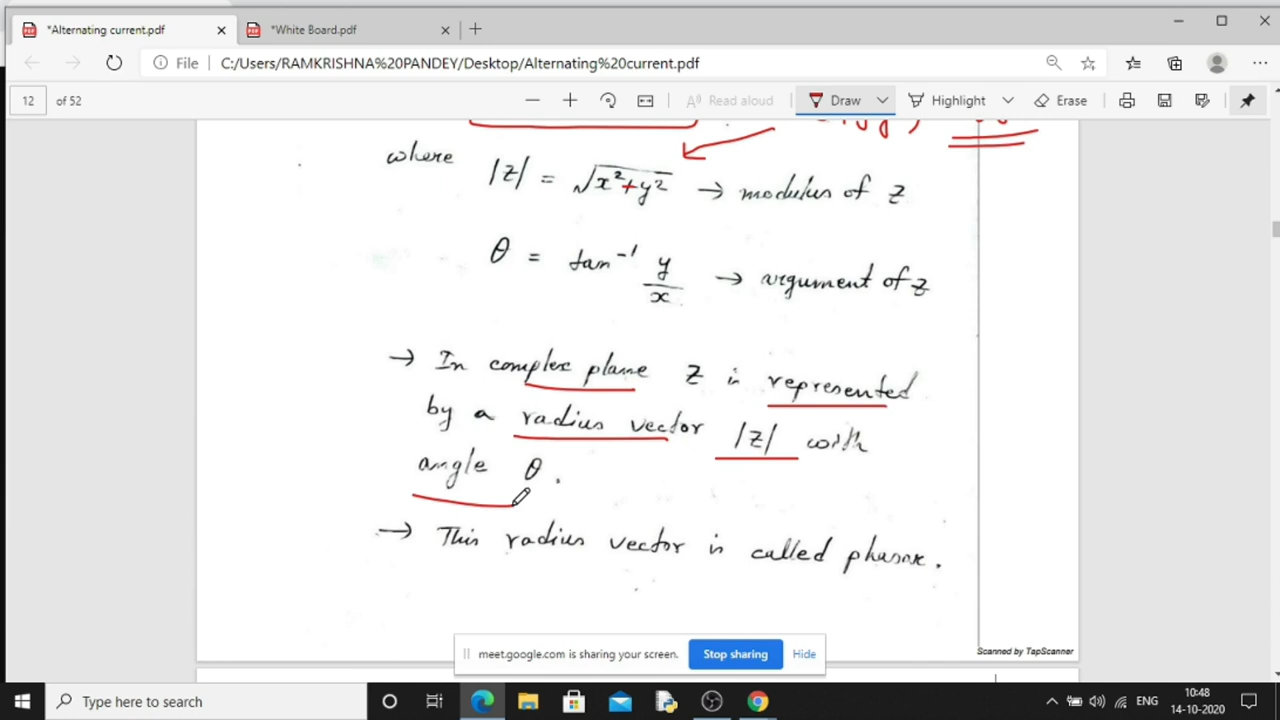 *Alternating current.pdf
*White Board.pdf
File C:/Users/RAMKRISHNA%20PANDEY/Desktop/Alternating%20current.pdf
12 of 52
Read aloud
Draw
Highlight
Erase
where |z| = √x²+y² → modulus of z
θ = tan⁻¹ y/x → argument of z
→ In complex plane z is represented
by a radius vector |z| with
angle θ.
→ This radius vector is called phasor.
Scanned by TapScanner
meet.google.com is sharing your screen. Stop sharing Hide
Type here to search
ENG
10:48
14-10-2020